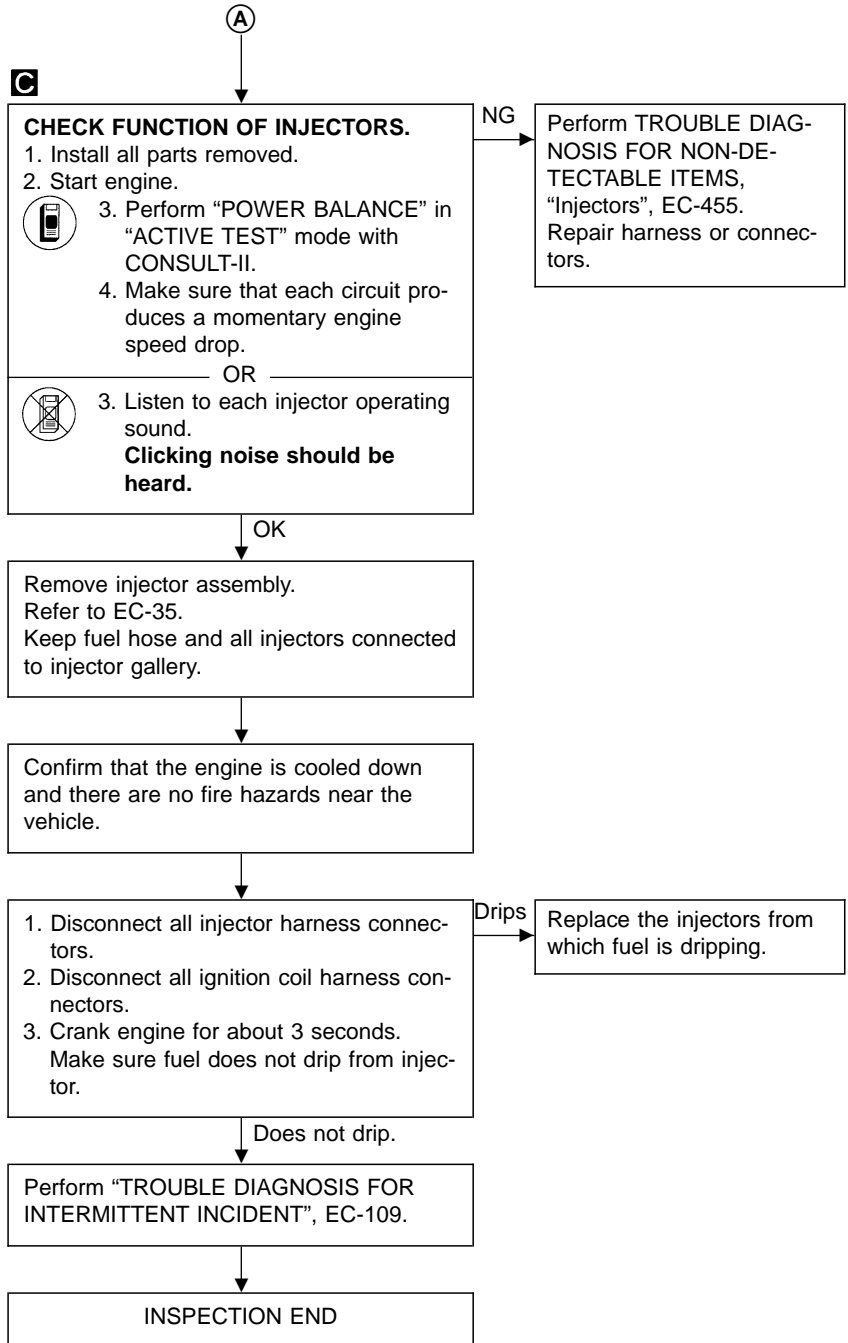 A
C
CHECK FUNCTION OF INJECTORS.
1. Install all parts removed.
2. Start engine.
3. Perform “POWER BALANCE” in
“ACTIVE TEST” mode with
CONSULT-II.
4. Make sure that each circuit pro-
duces a momentary engine
speed drop.
OR
3. Listen to each injector operating
sound.
Clicking noise should be
heard.
NG
Perform TROUBLE DIAG-
NOSIS FOR NON-DE-
TECTABLE ITEMS,
“Injectors”, EC-455.
Repair harness or connec-
tors.
OK
Remove injector assembly.
Refer to EC-35.
Keep fuel hose and all injectors connected
to injector gallery.
Confirm that the engine is cooled down
and there are no fire hazards near the
vehicle.
1. Disconnect all injector harness connec-
tors.
2. Disconnect all ignition coil harness con-
nectors.
3. Crank engine for about 3 seconds.
Make sure fuel does not drip from injec-
tor.
Drips
Replace the injectors from
which fuel is dripping.
Does not drip.
Perform “TROUBLE DIAGNOSIS FOR
INTERMITTENT INCIDENT”, EC-109.
INSPECTION END